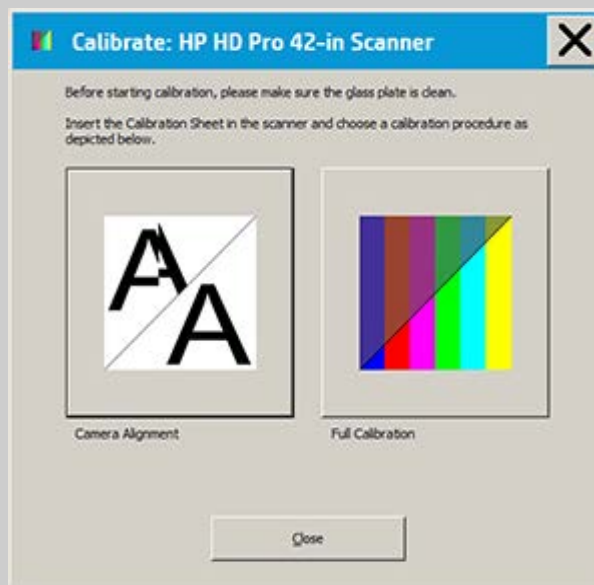 Calibrate: HP HD Pro 42-in Scanner
Before starting calibration, please make sure the glass plate is clean.
Insert the Calibration Sheet in the scanner and choose a calibration procedure as
depicted below.
A A
Camera Alignment
Full Calibration
Close